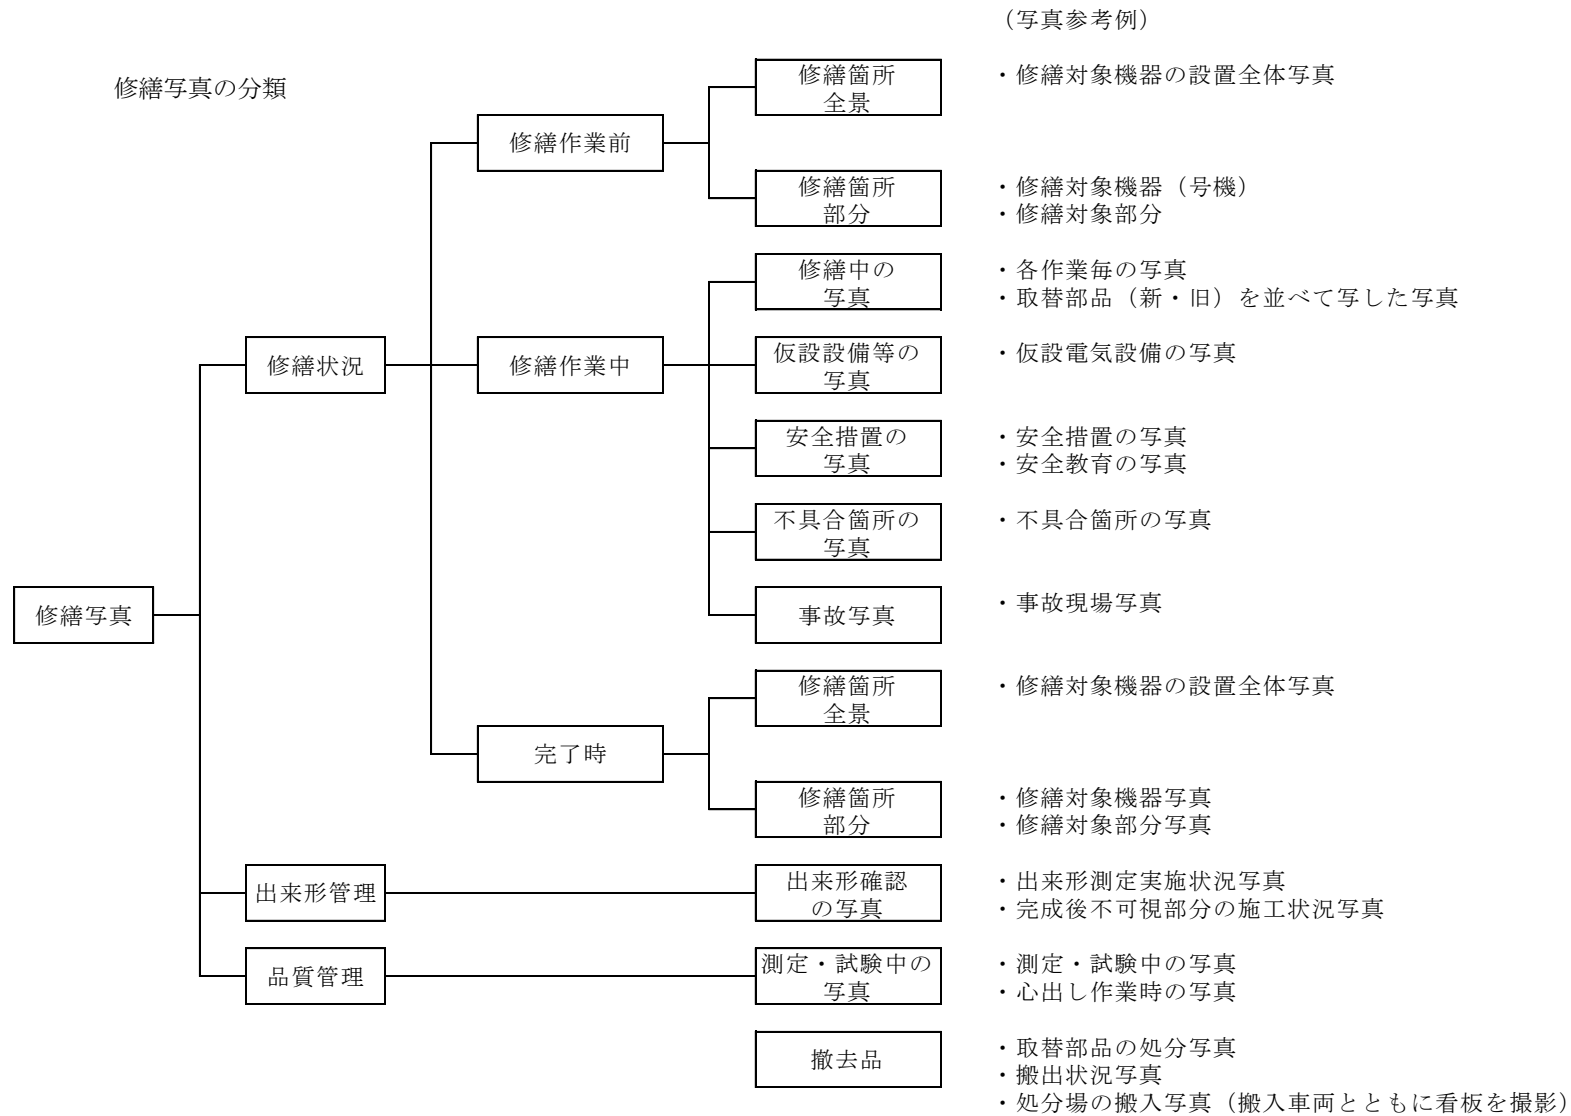 （写真参考例）
修繕写真の分類
修繕箇所
全景
・修繕対象機器の設置全体写真
修繕作業前
修繕箇所
部分
・修繕対象機器（号機）
・修繕対象部分
修繕中の
写真
・各作業毎の写真
・取替部品（新・旧）を並べて写した写真
修繕状況
修繕作業中
仮設設備等の
写真
・仮設電気設備の写真
安全措置の
写真
・安全措置の写真
・安全教育の写真
不具合箇所の
写真
・不具合箇所の写真
修繕写真
事故写真
・事故現場写真
修繕箇所
全景
・修繕対象機器の設置全体写真
完了時
修繕箇所
部分
・修繕対象機器写真
・修繕対象部分写真
出来形管理
出来形確認
の写真
・出来形測定実施状況写真
・完成後不可視部分の施工状況写真
品質管理
測定・試験中の
写真
・測定・試験中の写真
・心出し作業時の写真
撤去品
・取替部品の処分写真
・搬出状況写真
・処分場の搬入写真（搬入車両とともに看板を撮影）